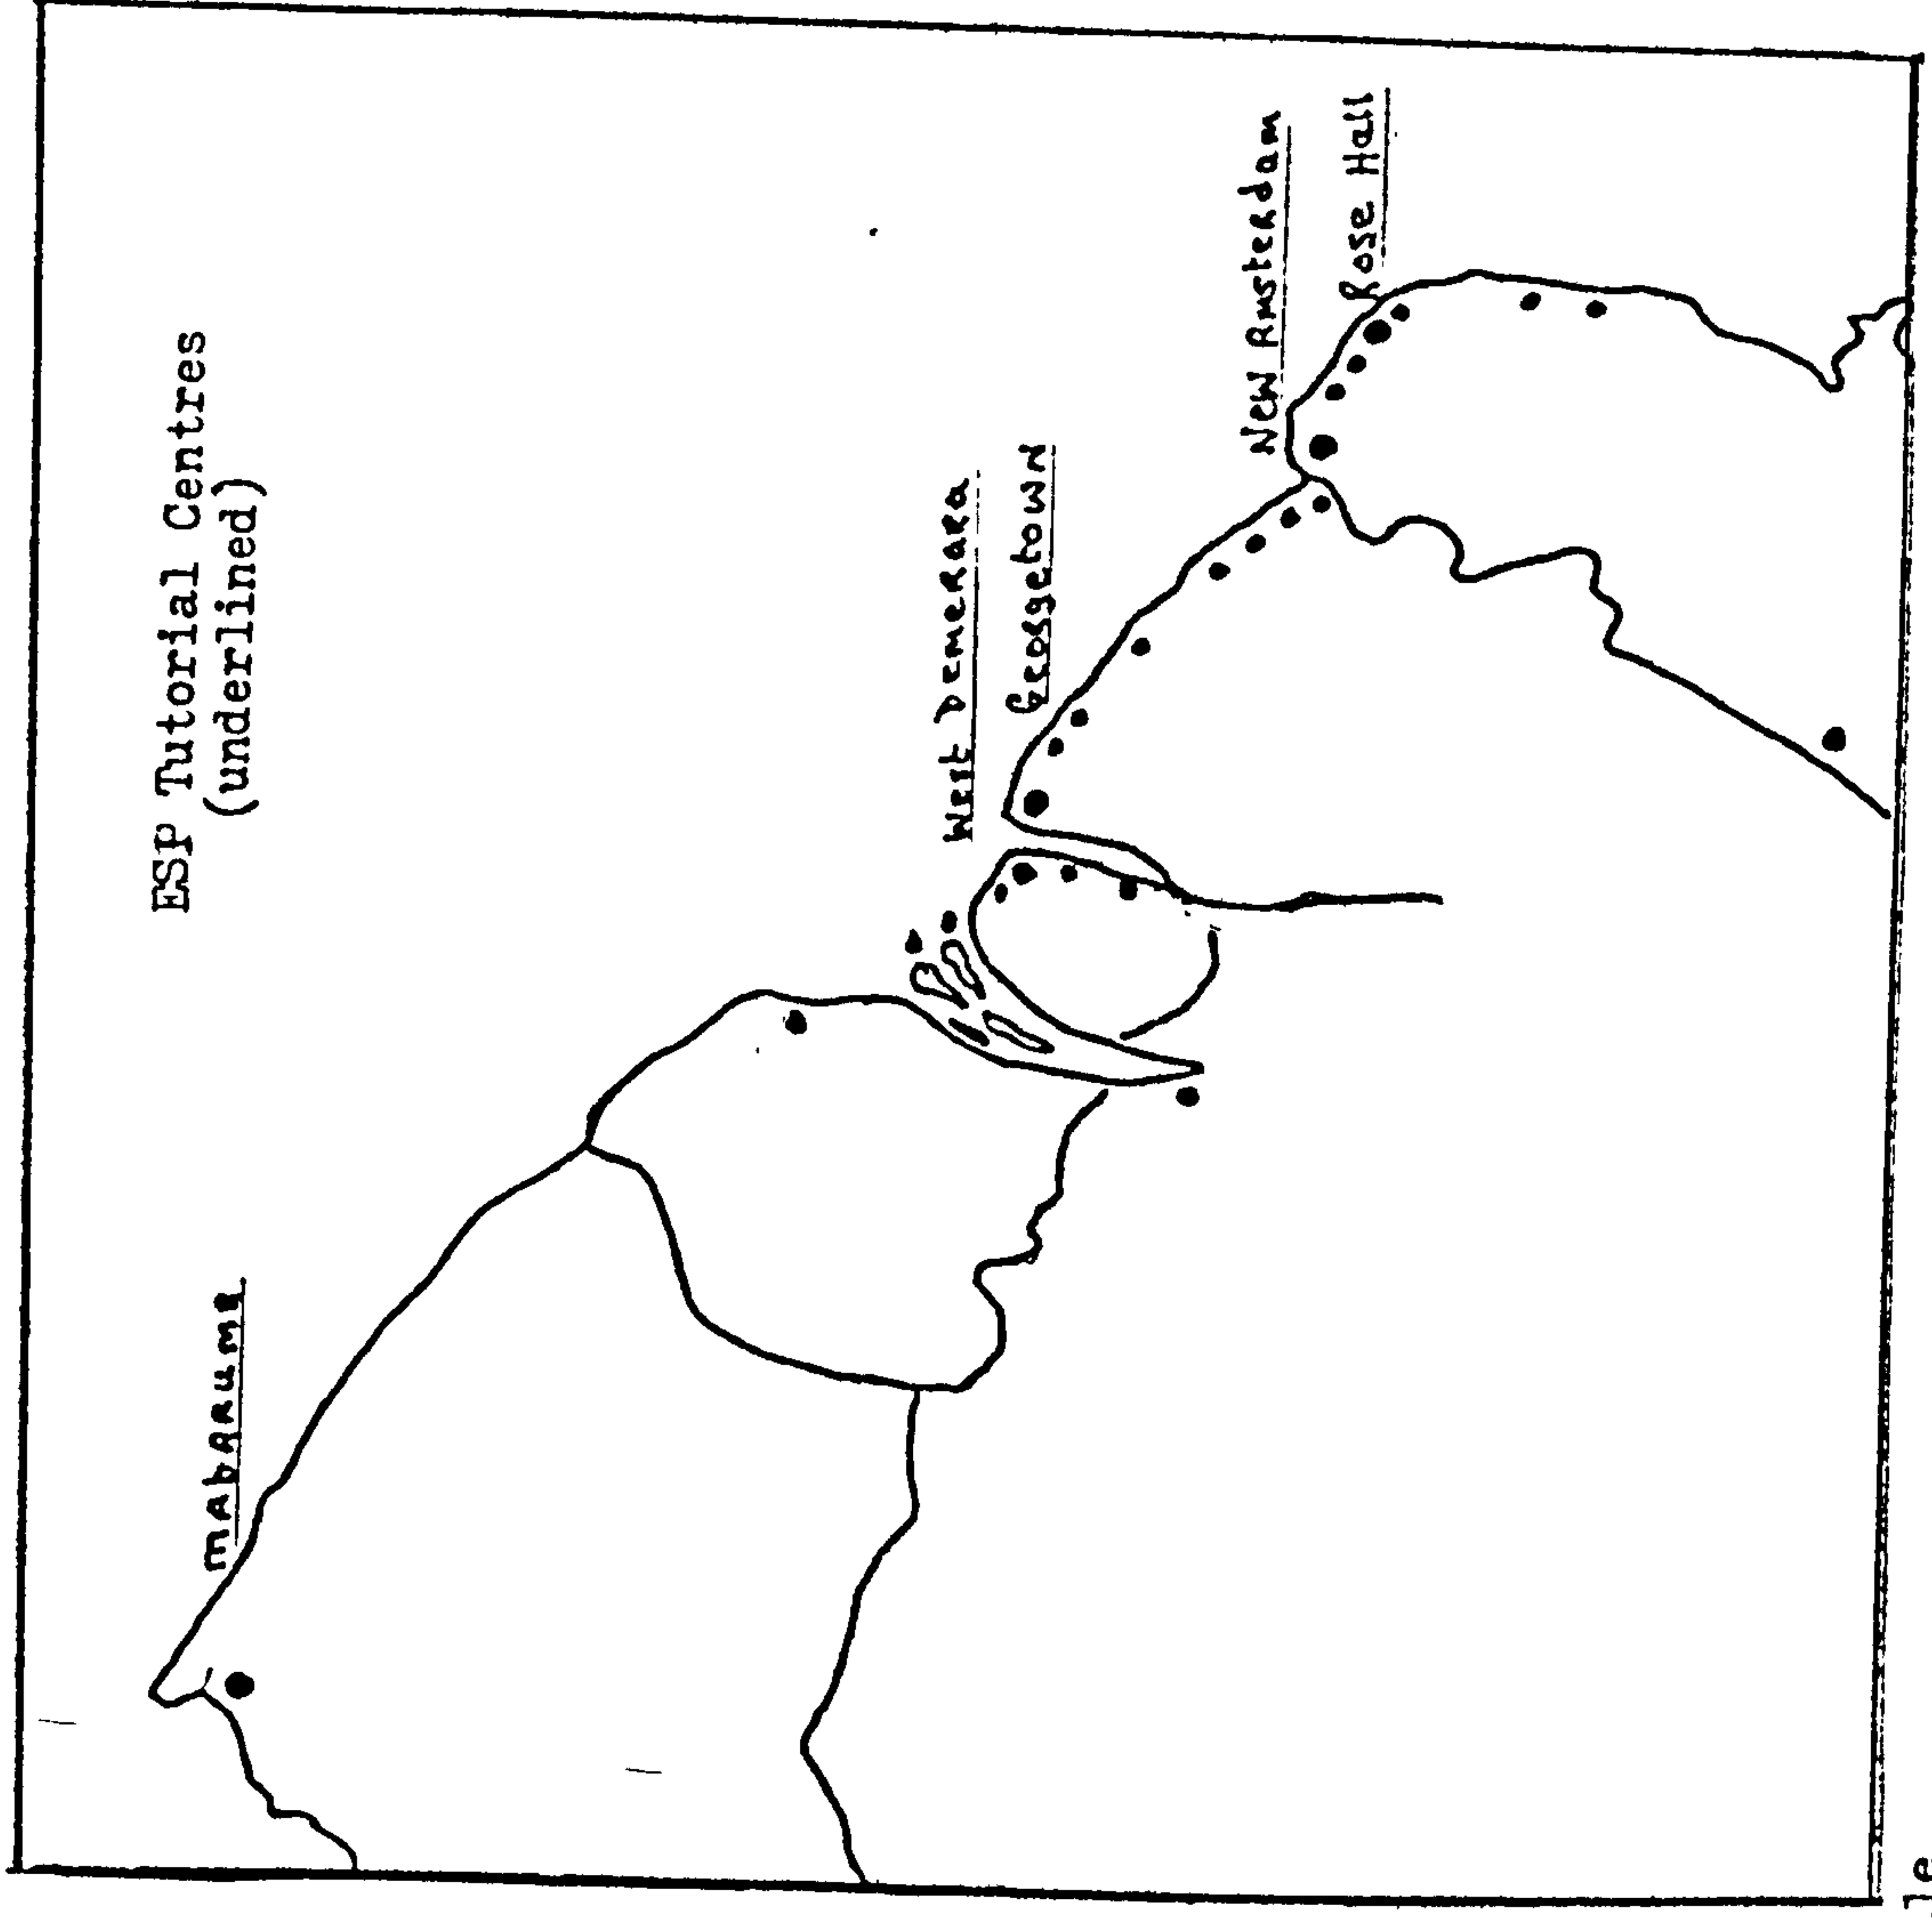 ESP Tutorial Centres
(underlined)
mabaruma
West Demerara
Georgetown
New Amsterdam
Rose Hall